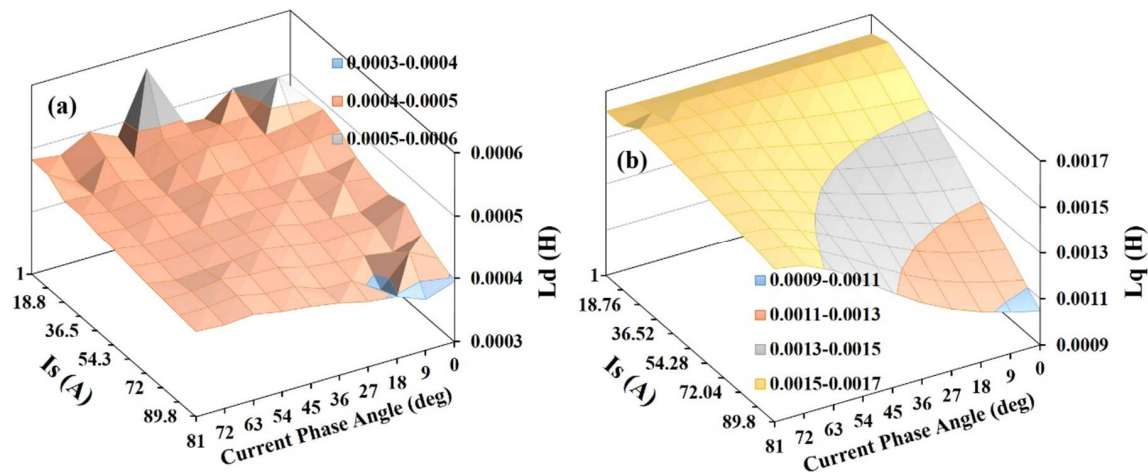 (a)
0.0003-0.0004
0.0004-0.0005
0.0005-0.0006
0.0006
0.0005
0.0004
0.0003
Ld (H)
1
18.8
36.5
54.3
72
89.8
Is (A)
81 72 63 54 45 36 27 18 9 0
Current Phase Angle (deg)
(b)
0.0009-0.0011
0.0011-0.0013
0.0013-0.0015
0.0015-0.0017
0.0017
0.0015
0.0013
0.0011
0.0009
Lq (H)
1
18.76
36.52
54.28
72.04
89.8
Is (A)
81 72 63 54 45 36 27 18 9 0
Current Phase Angle (deg)